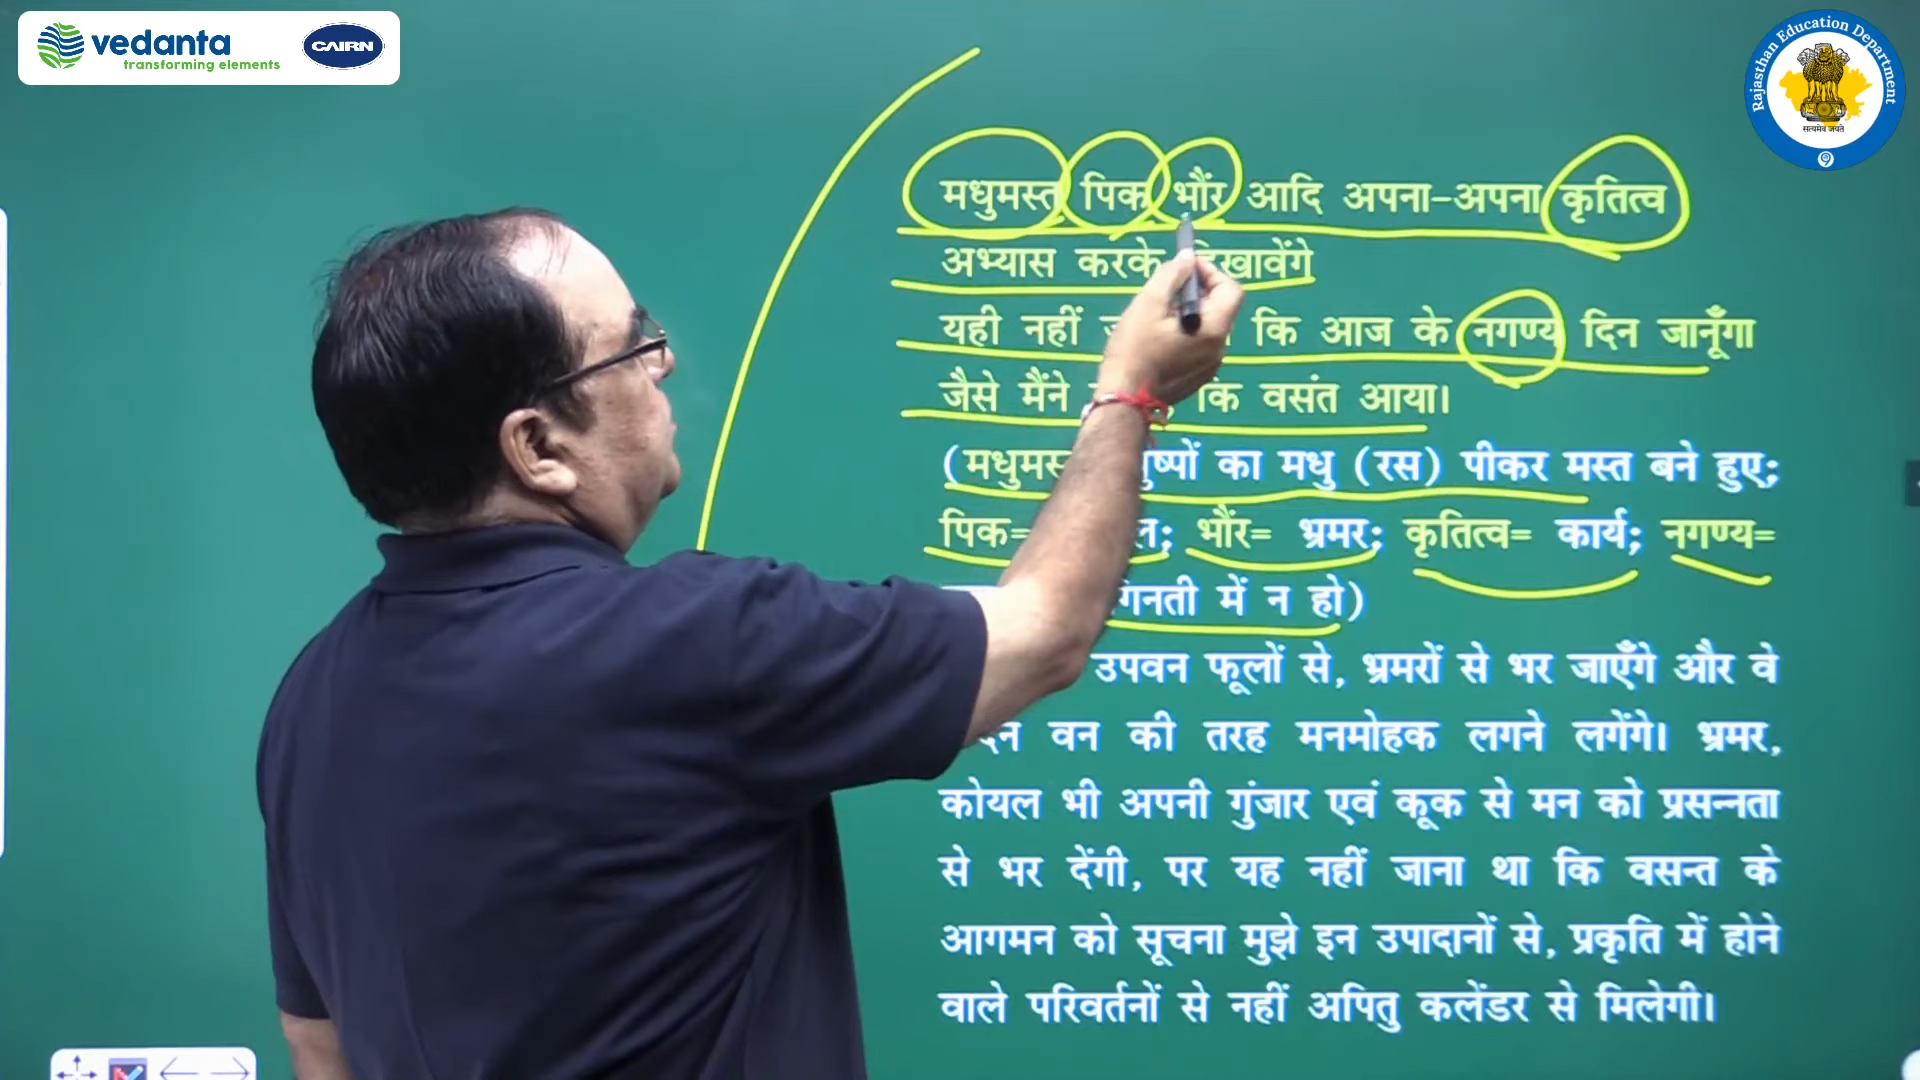 vedanta
transforming elements
CAIRN
Rajasthan Education Department
सत्यमेव जयते
मधुमस्त पिक भौंर आदि अपना-अपना कृतित्व
अभ्यास करके दिखावेंगे
यही नहीं कि आज के नगण्य दिन जानूँगा
जैसे मैंने कि वसंत आया।
(मधुमस्त पुष्पों का मधु (रस) पीकर मस्त बने हुए;
पिक= भौंर= भ्रमर; कृतित्व= कार्य; नगण्य=
गिनती में न हो)
उपवन फूलों से, भ्रमरों से भर जाएँगे और वे
वन की तरह मनमोहक लगने लगेंगे। भ्रमर,
कोयल भी अपनी गुंजार एवं कूक से मन को प्रसन्नता
से भर देंगी, पर यह नहीं जाना था कि वसन्त के
आगमन को सूचना मुझे इन उपादानों से, प्रकृति में होने
वाले परिवर्तनों से नहीं अपितु कलेंडर से मिलेगी।